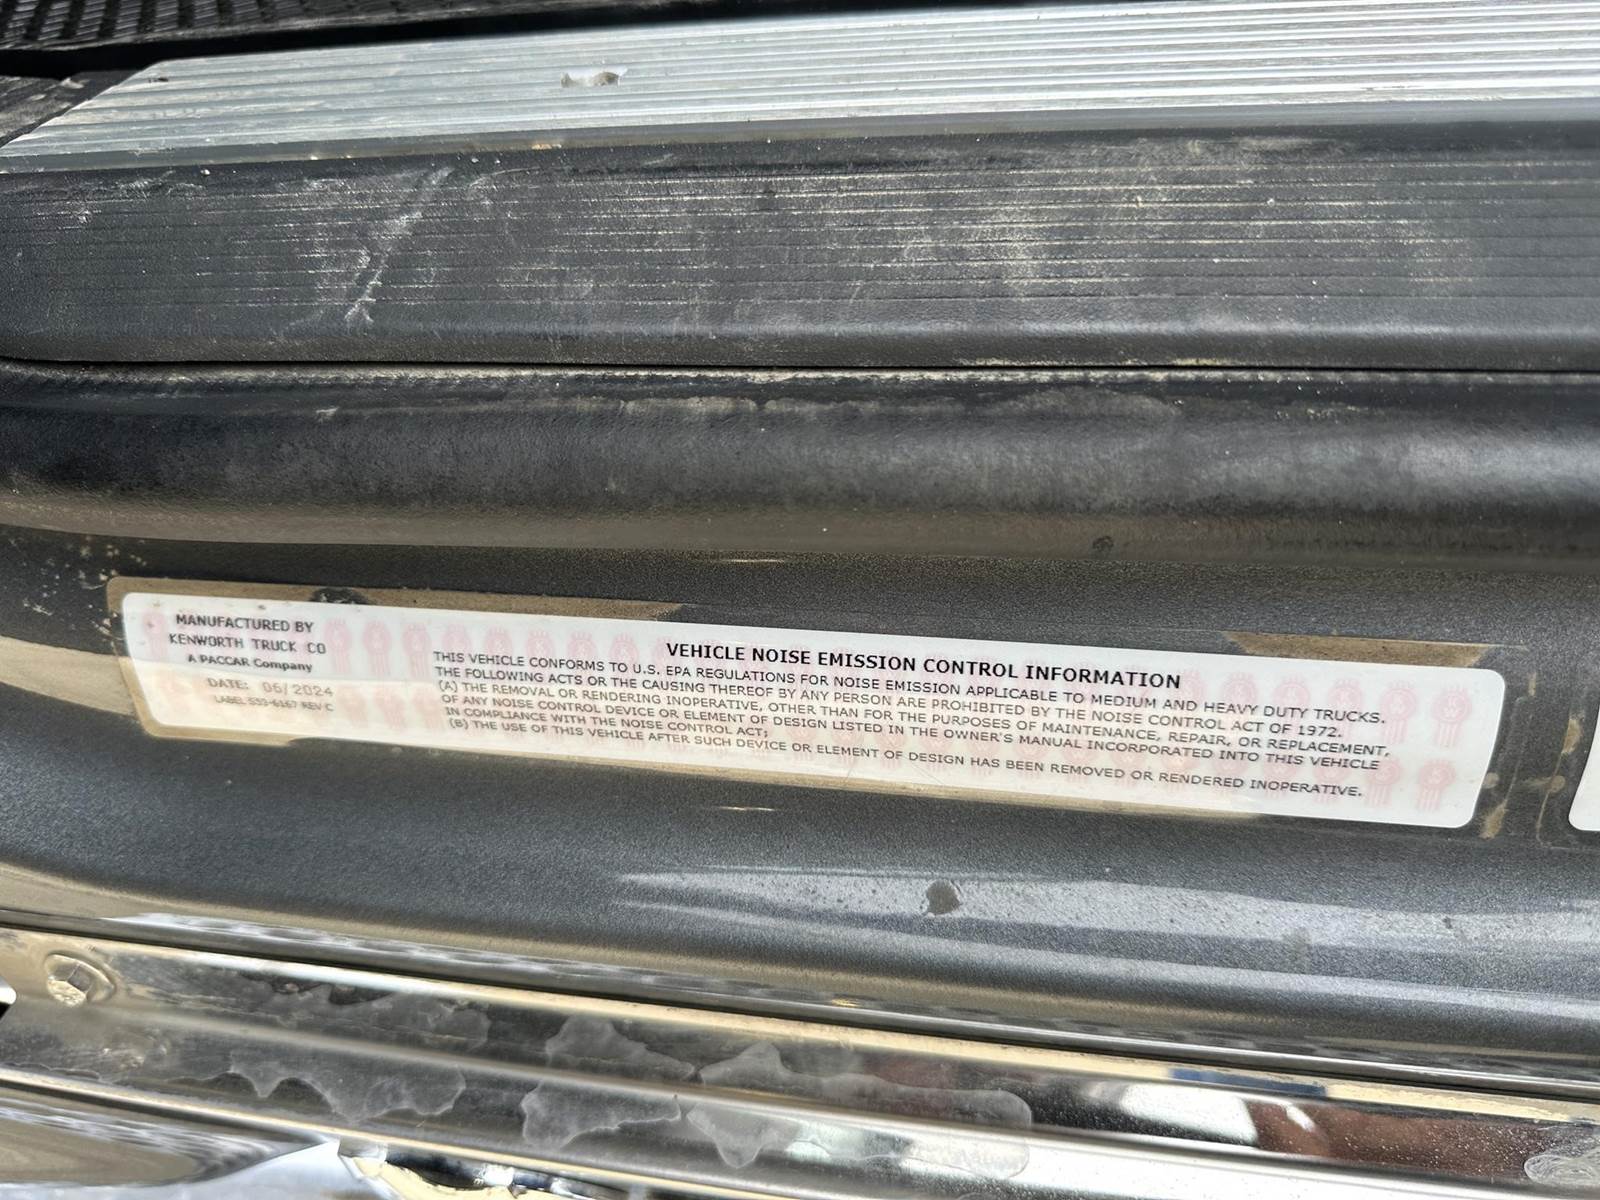 MANUFACTURED BY
KENWORTH TRUCK CO
A PACCAR Company
DATE: 06/2024
LABEL S33-6167 REV C
VEHICLE NOISE EMISSION CONTROL INFORMATION
THIS VEHICLE CONFORMS TO U.S. EPA REGULATIONS FOR NOISE EMISSION APPLICABLE TO MEDIUM AND HEAVY DUTY TRUCKS.
THE FOLLOWING ACTS OR THE CAUSING THEREOF BY ANY PERSON ARE PROHIBITED BY THE NOISE CONTROL ACT OF 1972.
(A) THE REMOVAL OR RENDERING INOPERATIVE, OTHER THAN FOR THE PURPOSES OF MAINTENANCE, REPAIR, OR REPLACEMENT,
OF ANY NOISE CONTROL DEVICE OR ELEMENT OF DESIGN LISTED IN THE OWNER'S MANUAL INCORPORATED INTO THIS VEHICLE
IN COMPLIANCE WITH THE NOISE CONTROL ACT;
(B) THE USE OF THIS VEHICLE AFTER SUCH DEVICE OR ELEMENT OF DESIGN HAS BEEN REMOVED OR RENDERED INOPERATIVE.